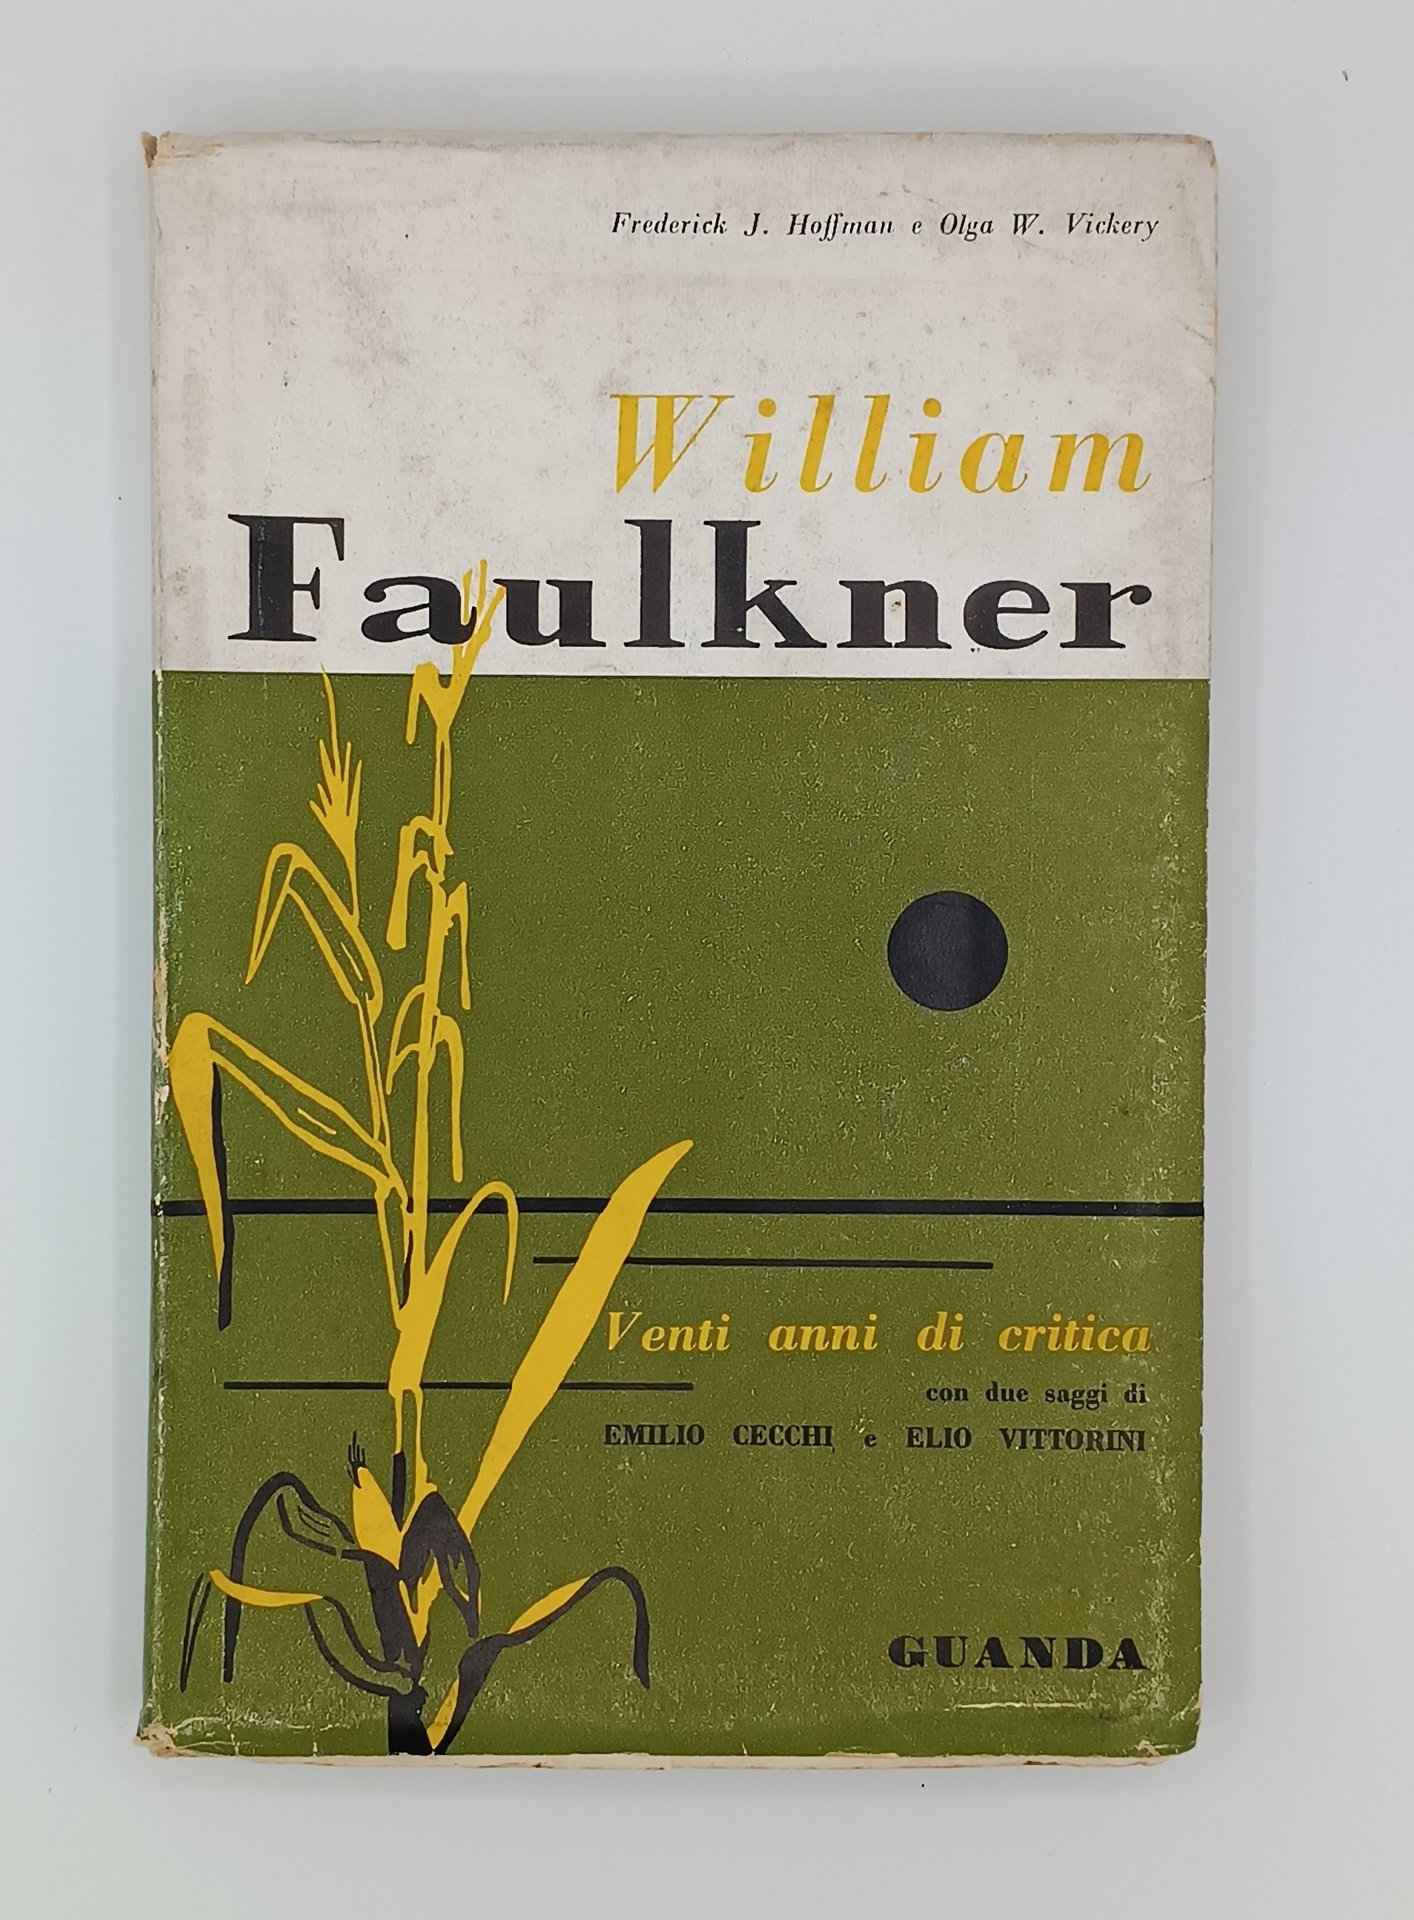 Frederick J. Hoffman e Olga W. Vickery
William
Faulkner
Venti anni di critica
con due saggi di
EMILIO CECCHI e ELIO VITTORINI
GUANDA